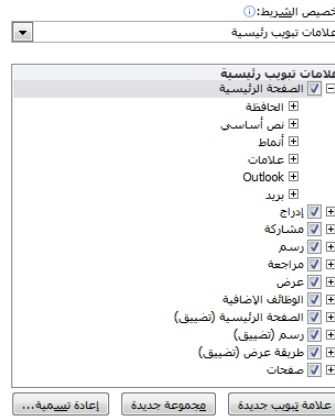 تخصيص الشريط:
علامات تبويب رئيسية
علامات تبويب رئيسية
الصفحة الرئيسية
الحافظة
نص أساسي
أنماط
علامات
Outlook
بريد
إدراج
مشاركة
رسم
مراجعة
عرض
الوظائف الإضافية
الصفحة الرئيسية (تضييق)
رسم (تضييق)
طريقة عرض (تضييق)
صفحات
علامة تبويب جديدة مجموعة جديدة إعادة تسمية...